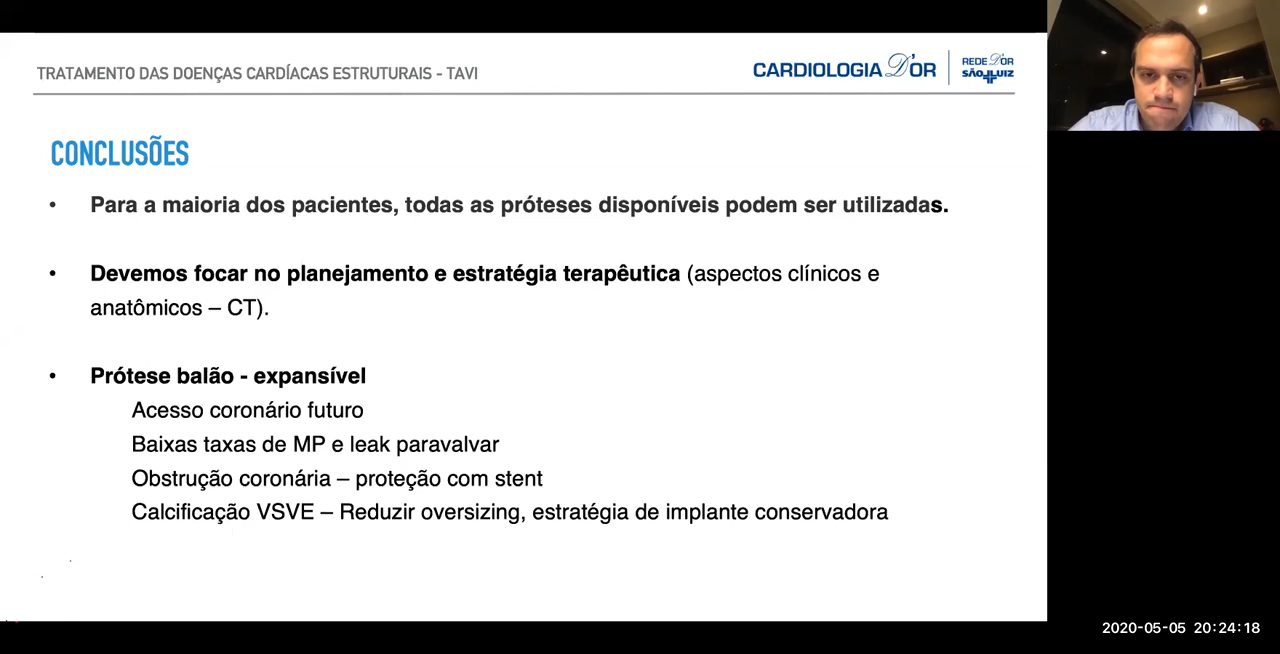 TRATAMENTO DAS DOENÇAS CARDÍACAS ESTRUTURAIS - TAVI
CARDIOLOGIA D'OR
REDE D'OR
SÃO LUIZ
CONCLUSÕES
• Para a maioria dos pacientes, todas as próteses disponíveis podem ser utilizadas.
• Devemos focar no planejamento e estratégia terapêutica (aspectos clínicos e
anatômicos – CT).
• Prótese balão - expansível
Acesso coronário futuro
Baixas taxas de MP e leak paravalvar
Obstrução coronária – proteção com stent
Calcificação VSVE – Reduzir oversizing, estratégia de implante conservadora
2020-05-05 20:24:18